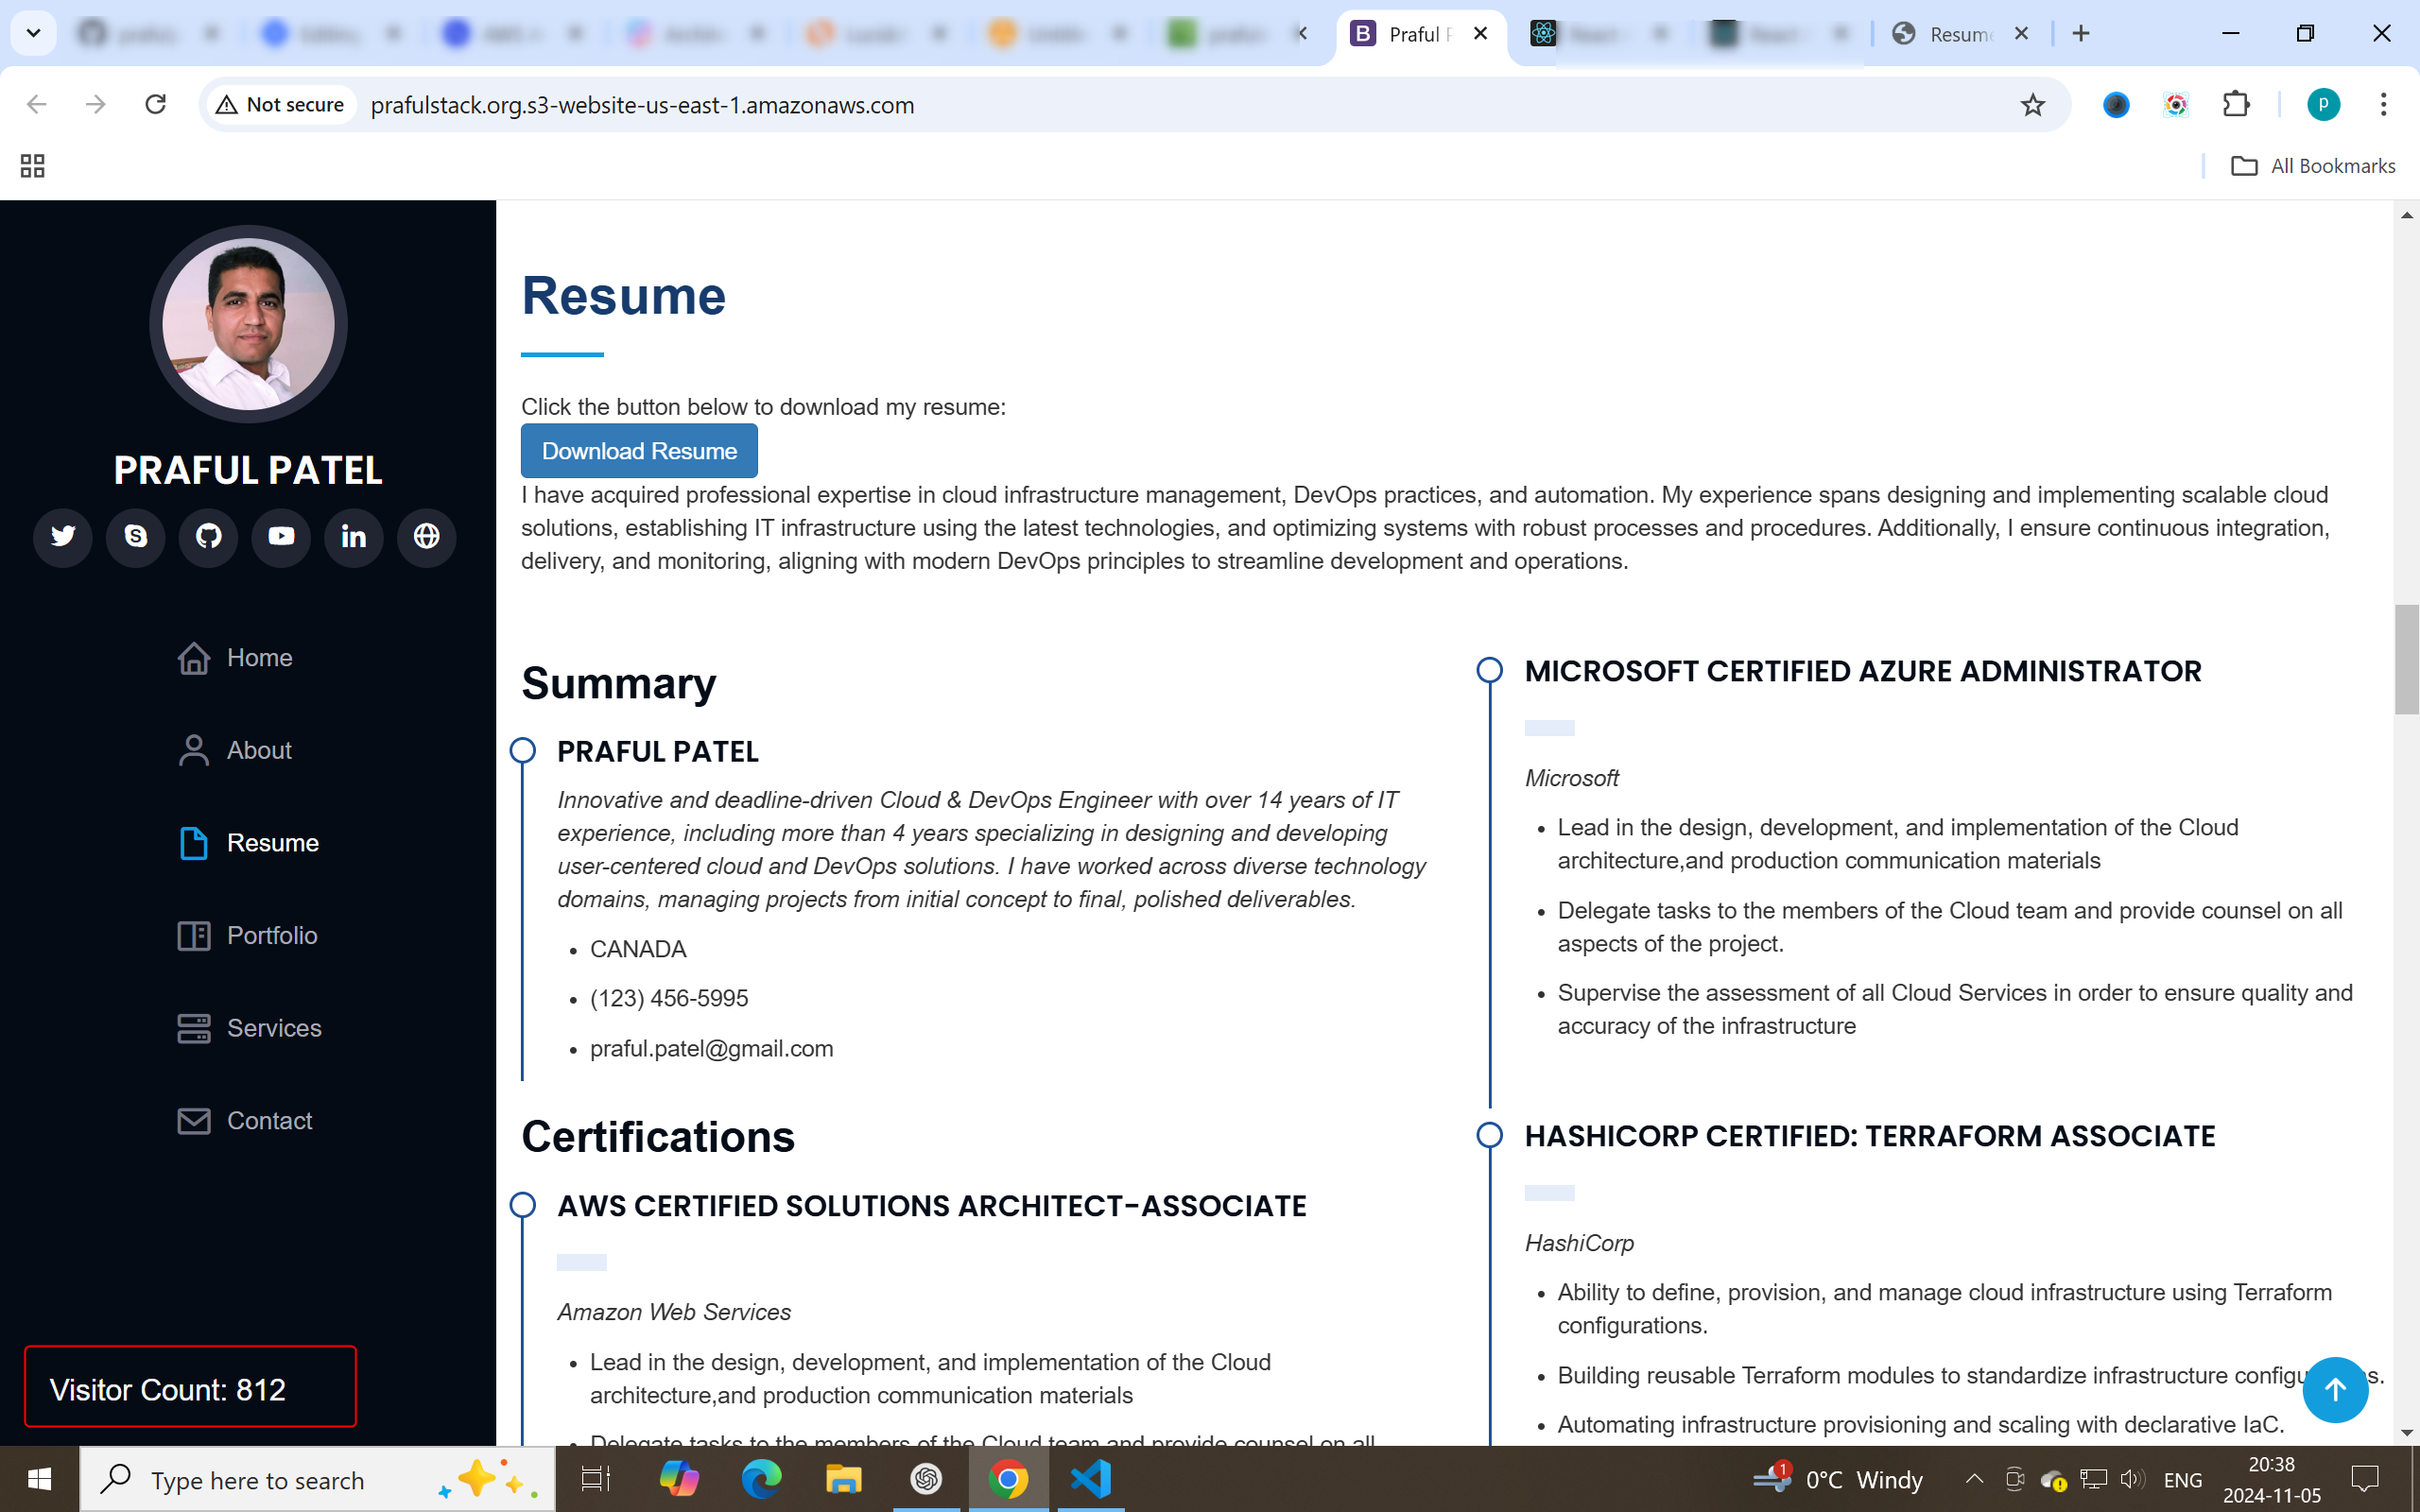 Praful
Resum
Not secure
prafulstack.org.s3-website-us-east-1.amazonaws.com
p
All Bookmarks
PRAFUL PATEL
Home
About
Resume
Portfolio
Services
Contact
Visitor Count: 812
Resume
Click the button below to download my resume:
Download Resume
I have acquired professional expertise in cloud infrastructure management, DevOps practices, and automation. My experience spans designing and implementing scalable cloud
solutions, establishing IT infrastructure using the latest technologies, and optimizing systems with robust processes and procedures. Additionally, I ensure continuous integration,
delivery, and monitoring, aligning with modern DevOps principles to streamline development and operations.
Summary
PRAFUL PATEL
Innovative and deadline-driven Cloud & DevOps Engineer with over 14 years of IT
experience, including more than 4 years specializing in designing and developing
user-centered cloud and DevOps solutions. I have worked across diverse technology
domains, managing projects from initial concept to final, polished deliverables.
• CANADA
• (123) 456-5995
• praful.patel@gmail.com
Certifications
AWS CERTIFIED SOLUTIONS ARCHITECT-ASSOCIATE
Amazon Web Services
• Lead in the design, development, and implementation of the Cloud
architecture,and production communication materials
• Delegate tasks to the members of the Cloud team and provide counsel on all
MICROSOFT CERTIFIED AZURE ADMINISTRATOR
Microsoft
• Lead in the design, development, and implementation of the Cloud
architecture,and production communication materials
• Delegate tasks to the members of the Cloud team and provide counsel on all
aspects of the project.
• Supervise the assessment of all Cloud Services in order to ensure quality and
accuracy of the infrastructure
HASHICORP CERTIFIED: TERRAFORM ASSOCIATE
HashiCorp
• Ability to define, provision, and manage cloud infrastructure using Terraform
configurations.
• Building reusable Terraform modules to standardize infrastructure
• Automating infrastructure provisioning and scaling with declarative IaC.
Type here to search
1
0°C Windy
ENG
20:38
2024-11-05